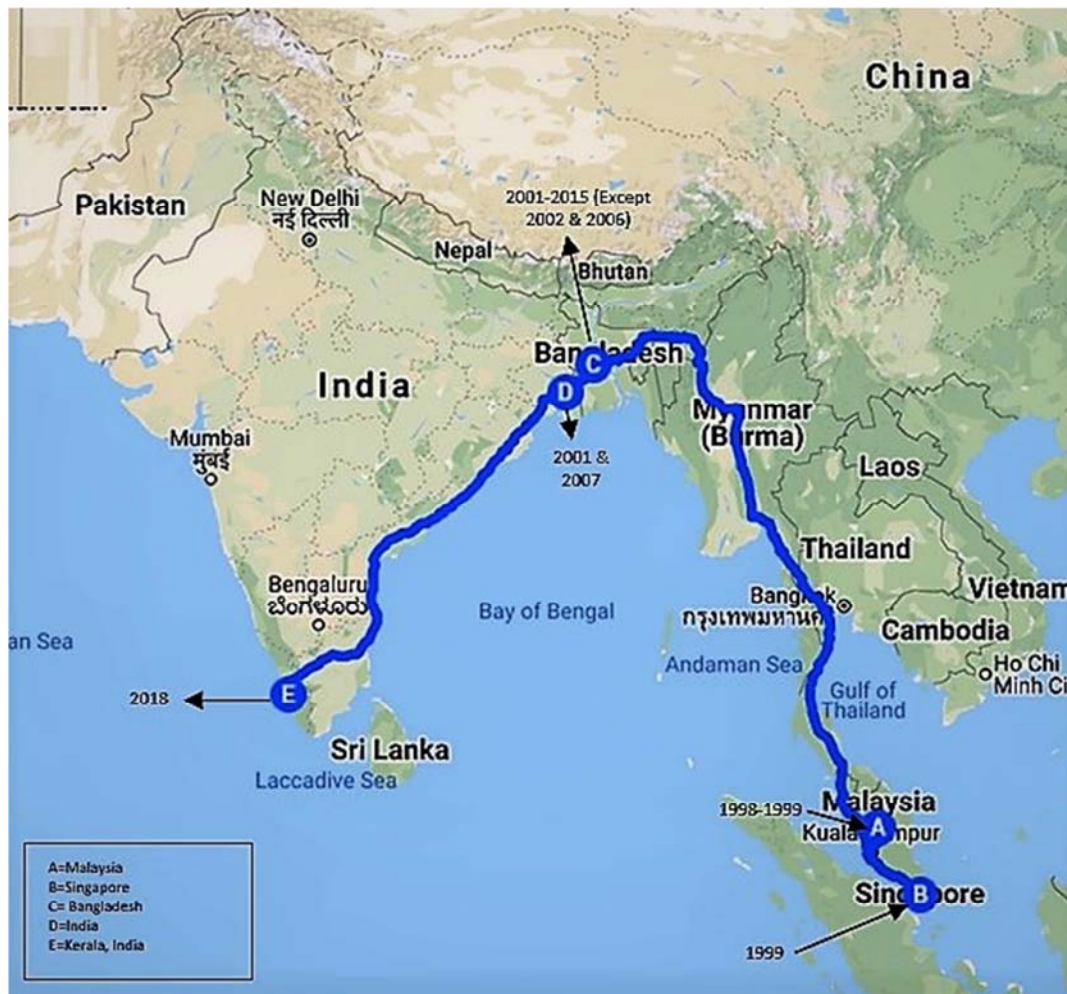 China
Pakistan
New Delhi
नई दिल्ली
2001-2015 (Except
2002 & 2006)
Nepal
Bhutan
Bangladesh
India
Myanmar
(Burma)
Mumbai
मुंबई
2001 &
2007
Laos
Thailand
Vietnam
Bengaluru
ಬೆಂಗಳೂರು
Bay of Bengal
Bangkok
กรุงเทพมหานค
Cambodia
an Sea
Andaman Sea
Ho Chi
Minh Ci
2018
E
Gulf of
Thailand
Sri Lanka
Laccadive Sea
C
D
1998-1999
Malaysia
A
Kuala Lumpur
B
1999
A=Malaysia
B=Singapore
C= Bangladesh
D=India
E=Kerala, India